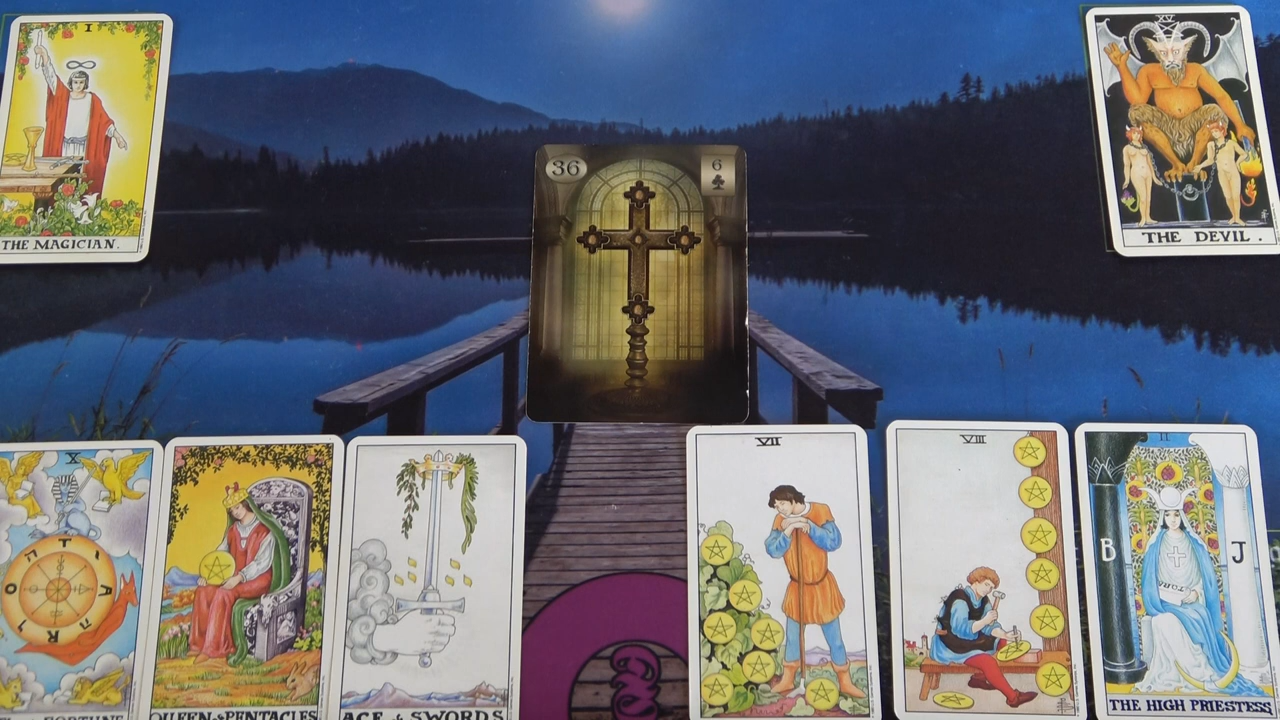 I
THE MAGICIAN.
36
6
XV
THE DEVIL.
X
T A R O
QUEEN of PENTACLES
ACE of SWORDS
VII
VIII
II
B J
THE HIGH PRIESTESS